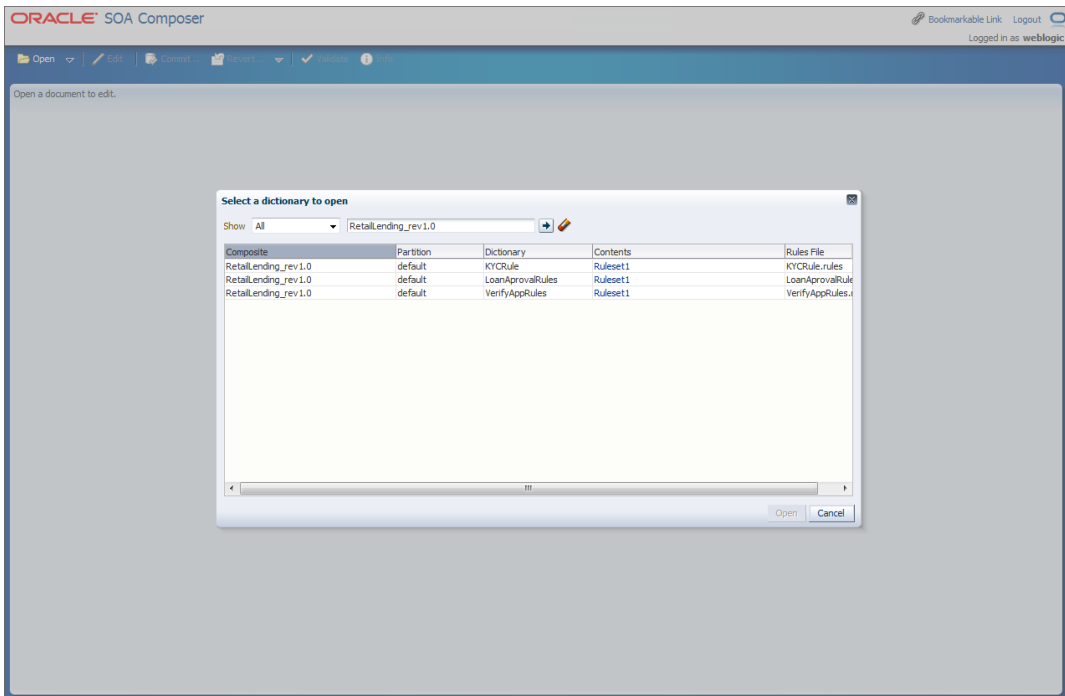 ORACLE SOA Composer
Bookmarkable Link Logout
Logged in as weblogic
Open Edit Commit... Revert... Validate Info
Open a document to edit.
Select a dictionary to open
Show All RetailLending_rev1.0
Composite Partition Dictionary Contents Rules File
RetailLending_rev1.0 default KYCRule Ruleset1 KYCRule.rules
RetailLending_rev1.0 default LoanAprovalRules Ruleset1 LoanAprovalRule
RetailLending_rev1.0 default VerifyAppRules Ruleset1 VerifyAppRules.r
Open Cancel